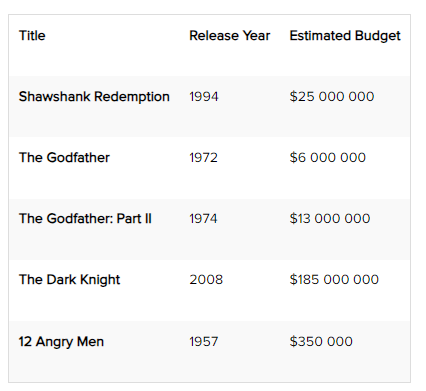 Title Release Year Estimated Budget
Shawshank Redemption 1994 $25 000 000
The Godfather 1972 $6 000 000
The Godfather: Part II 1974 $13 000 000
The Dark Knight 2008 $185 000 000
12 Angry Men 1957 $350 000